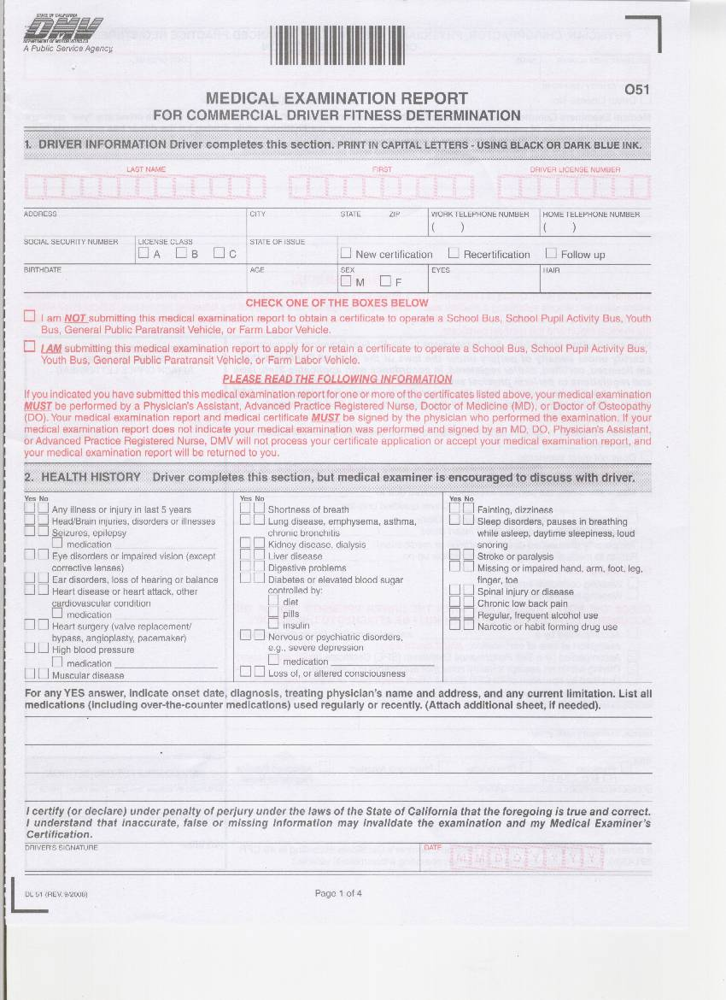 STATE OF CALIFORNIA
DMV
DEPARTMENT OF MOTOR VEHICLES
A Public Service Agency
O51
MEDICAL EXAMINATION REPORT
FOR COMMERCIAL DRIVER FITNESS DETERMINATION
1. DRIVER INFORMATION Driver completes this section. PRINT IN CAPITAL LETTERS - USING BLACK OR DARK BLUE INK.
LAST NAME FIRST DRIVER LICENSE NUMBER
ADDRESS CITY STATE ZIP WORK TELEPHONE NUMBER HOME TELEPHONE NUMBER
( ) ( )
SOCIAL SECURITY NUMBER LICENSE CLASS STATE OF ISSUE
A B C New certification Recertification Follow up
BIRTHDATE AGE SEX EYES HAIR
M F
CHECK ONE OF THE BOXES BELOW
I am NOT submitting this medical examination report to obtain a certificate to operate a School Bus, School Pupil Activity Bus, Youth
Bus, General Public Paratransit Vehicle, or Farm Labor Vehicle.
I AM submitting this medical examination report to apply for or retain a certificate to operate a School Bus, School Pupil Activity Bus,
Youth Bus, General Public Paratransit Vehicle, or Farm Labor Vehicle.
PLEASE READ THE FOLLOWING INFORMATION
If you indicated you have submitted this medical examination report for one or more of the certificates listed above, your medical examination
MUST be performed by a Physician's Assistant, Advanced Practice Registered Nurse, Doctor of Medicine (MD), or Doctor of Osteopathy
(DO). Your medical examination report and medical certificate MUST be signed by the physician who performed the examination. If your
medical examination report does not indicate your medical examination was performed and signed by an MD, DO, Physician's Assistant,
or Advanced Practice Registered Nurse, DMV will not process your certificate application or accept your medical examination report, and
your medical examination report will be returned to you.
2. HEALTH HISTORY Driver completes this section, but medical examiner is encouraged to discuss with driver.
Yes No
Any illness or injury in last 5 years
Head/Brain injuries, disorders or illnesses
Seizures, epilepsy
medication
Eye disorders or impaired vision (except
corrective lenses)
Ear disorders, loss of hearing or balance
Heart disease or heart attack, other
cardiovascular condition
medication
Heart surgery (valve replacement/
bypass, angioplasty, pacemaker)
High blood pressure
medication
Muscular disease
Yes No
Shortness of breath
Lung disease, emphysema, asthma,
chronic bronchitis
Kidney disease, dialysis
Liver disease
Digestive problems
Diabetes or elevated blood sugar
controlled by:
diet
pills
insulin
Nervous or psychiatric disorders,
e.g., severe depression
medication
Loss of, or altered consciousness
Yes No
Fainting, dizziness
Sleep disorders, pauses in breathing
while asleep, daytime sleepiness, loud
snoring
Stroke or paralysis
Missing or impaired hand, arm, foot, leg,
finger, toe
Spinal injury or disease
Chronic low back pain
Regular, frequent alcohol use
Narcotic or habit forming drug use
For any YES answer, indicate onset date, diagnosis, treating physician's name and address, and any current limitation. List all
medications (including over-the-counter medications) used regularly or recently. (Attach additional sheet, if needed).
I certify (or declare) under penalty of perjury under the laws of the State of California that the foregoing is true and correct.
I understand that inaccurate, false or missing information may invalidate the examination and my Medical Examiner's
Certification.
DRIVER'S SIGNATURE DATE
M M D D Y Y Y Y
DL 51 (REV. 9/2008) Page 1 of 4